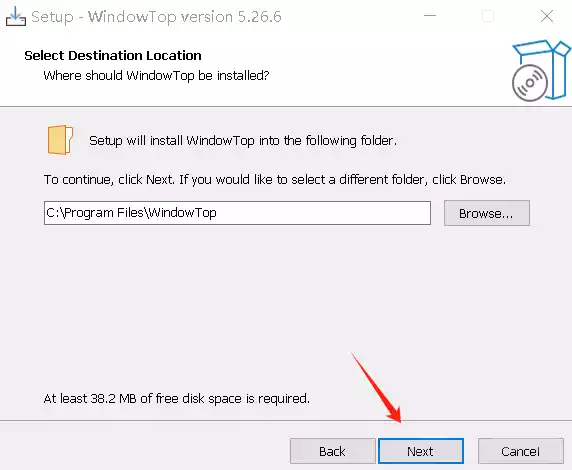 Setup - WindowTop version 5.26.6
Select Destination Location
Where should WindowTop be installed?
Setup will install WindowTop into the following folder.
To continue, click Next. If you would like to select a different folder, click Browse.
C:\Program Files\WindowTop
Browse...
At least 38.2 MB of free disk space is required.
Back
Next
Cancel